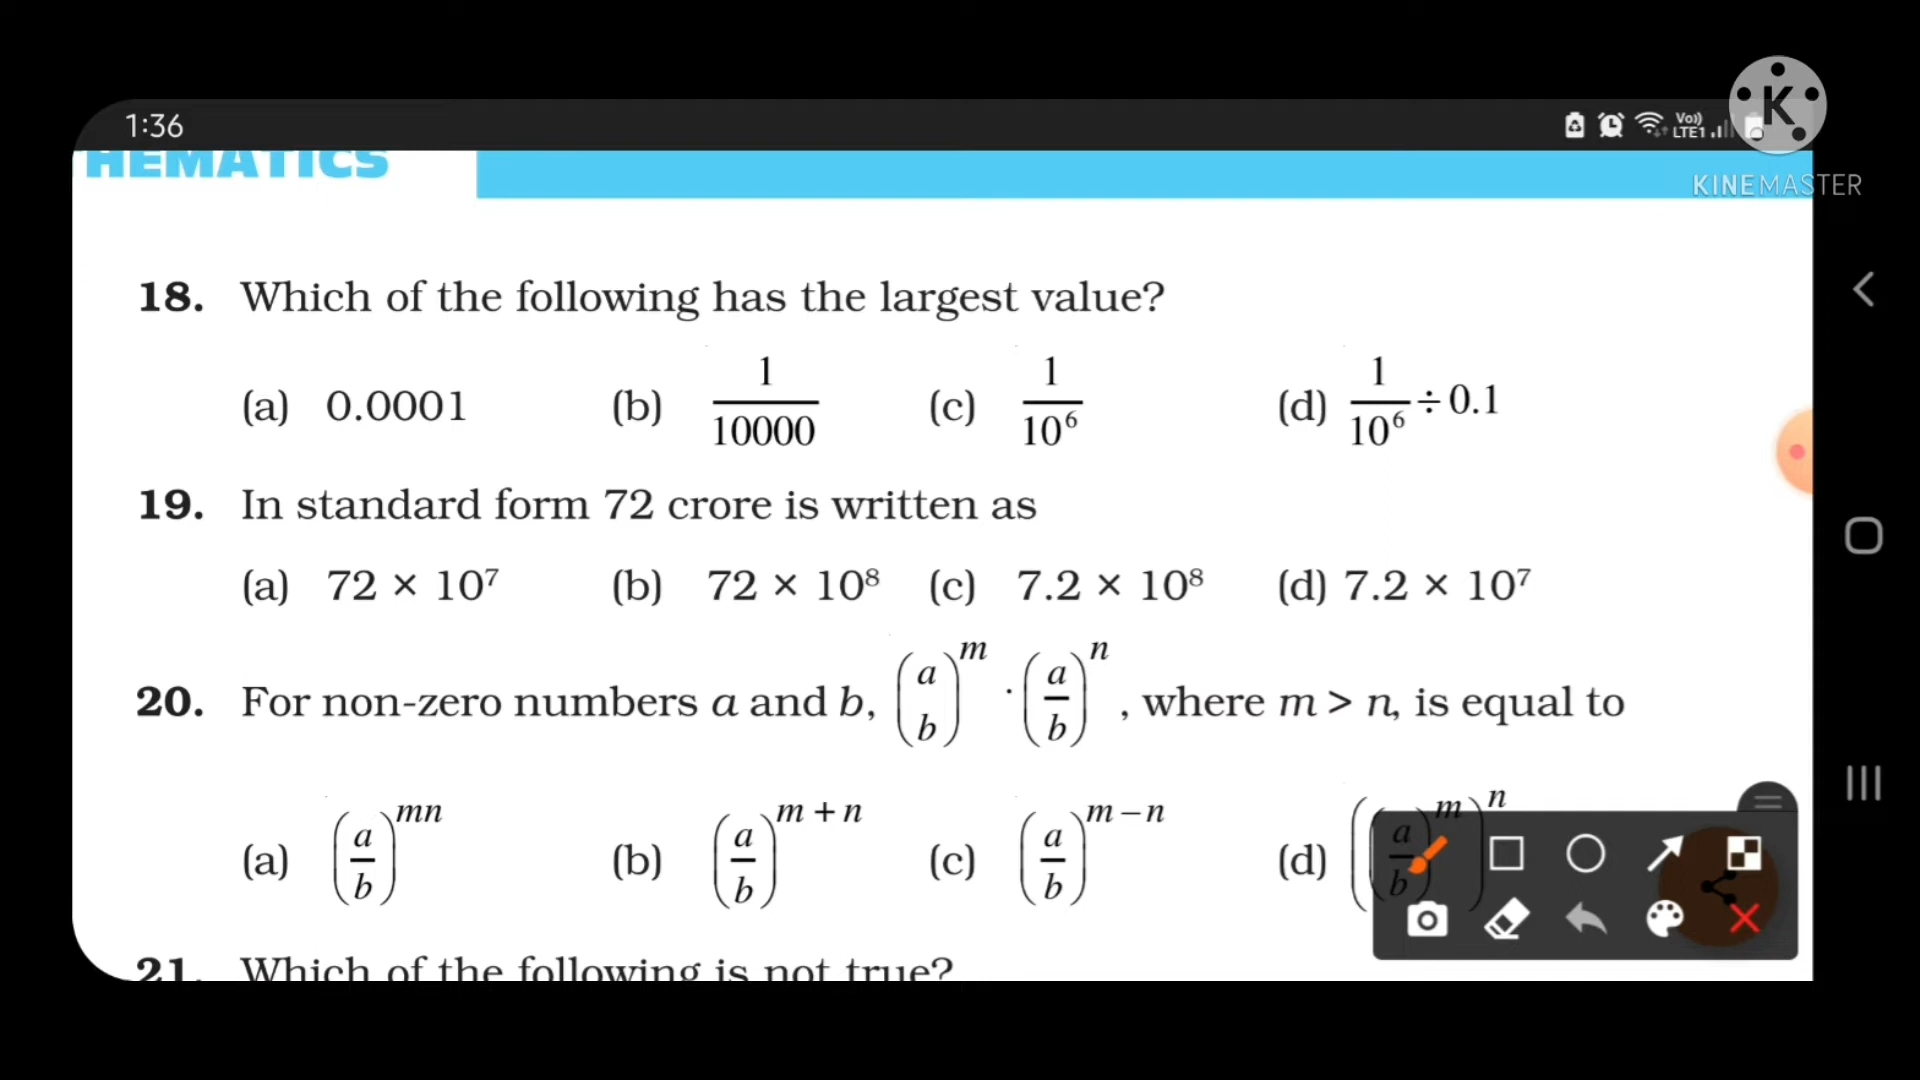 1:36
Vo))
LTE1
K
KINEMASTER
HEMATICS
18. Which of the following has the largest value?
(a) 0.0001 (b) 1/10000 (c) 1/10⁶ (d) 1/10⁶ ÷ 0.1
19. In standard form 72 crore is written as
(a) 72 × 10⁷ (b) 72 × 10⁸ (c) 7.2 × 10⁸ (d) 7.2 × 10⁷
20. For non-zero numbers a and b, (a/b)^m · (a/b)^n, where m > n, is equal to
(a) (a/b)^mn (b) (a/b)^m + n (c) (a/b)^m – n (d) ((a/b)^m)^n
21. Which of the following is not true?